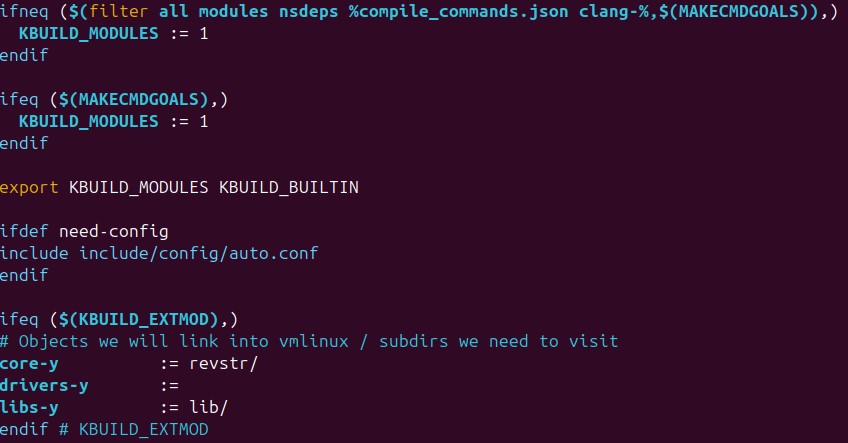 ifneq ($(filter all modules nsdeps %compile_commands.json clang-%,$(MAKECMDGOALS)),)
  KBUILD_MODULES := 1
endif

ifeq ($(MAKECMDGOALS),)
  KBUILD_MODULES := 1
endif

export KBUILD_MODULES KBUILD_BUILTIN

ifdef need-config
include include/config/auto.conf
endif

ifeq ($(KBUILD_EXTMOD),)
# Objects we will link into vmlinux / subdirs we need to visit
core-y          := revstr/
drivers-y       :=
libs-y          := lib/
endif # KBUILD_EXTMOD